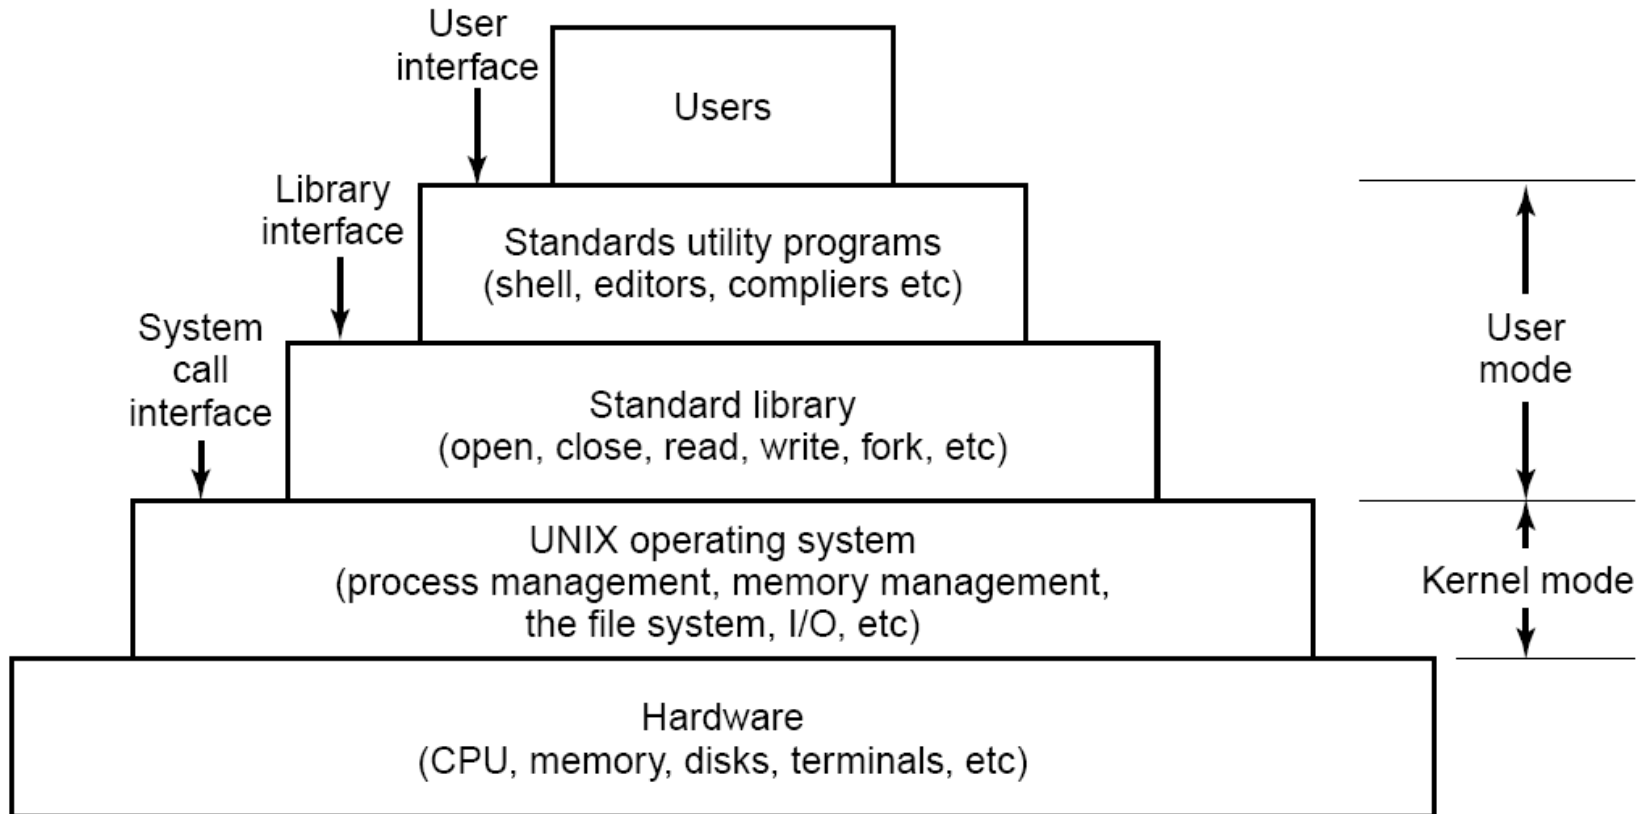 User
interface
Users
Library
interface
Standards utility programs
(shell, editors, compliers etc)
System
call
interface
User
mode
Standard library
(open, close, read, write, fork, etc)
UNIX operating system
(process management, memory management,
the file system, I/O, etc)
Kernel mode
Hardware
(CPU, memory, disks, terminals, etc)